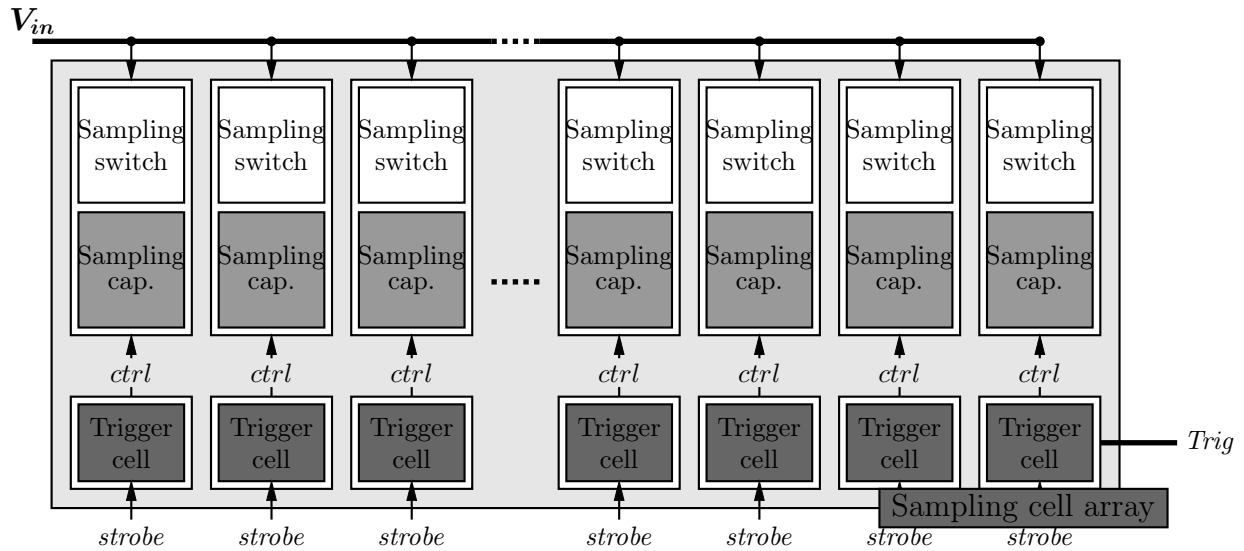 V_in
Sampling Sampling Sampling Sampling Sampling Sampling Sampling
switch switch switch switch switch switch switch
Sampling Sampling Sampling Sampling Sampling Sampling Sampling
cap. cap. cap. cap. cap. cap. cap.
ctrl ctrl ctrl ctrl ctrl ctrl ctrl
Trigger Trigger Trigger Trigger Trigger Trigger Trigger
cell cell cell cell cell cell cell
Trig
Sampling cell array
strobe strobe strobe strobe strobe strobe strobe